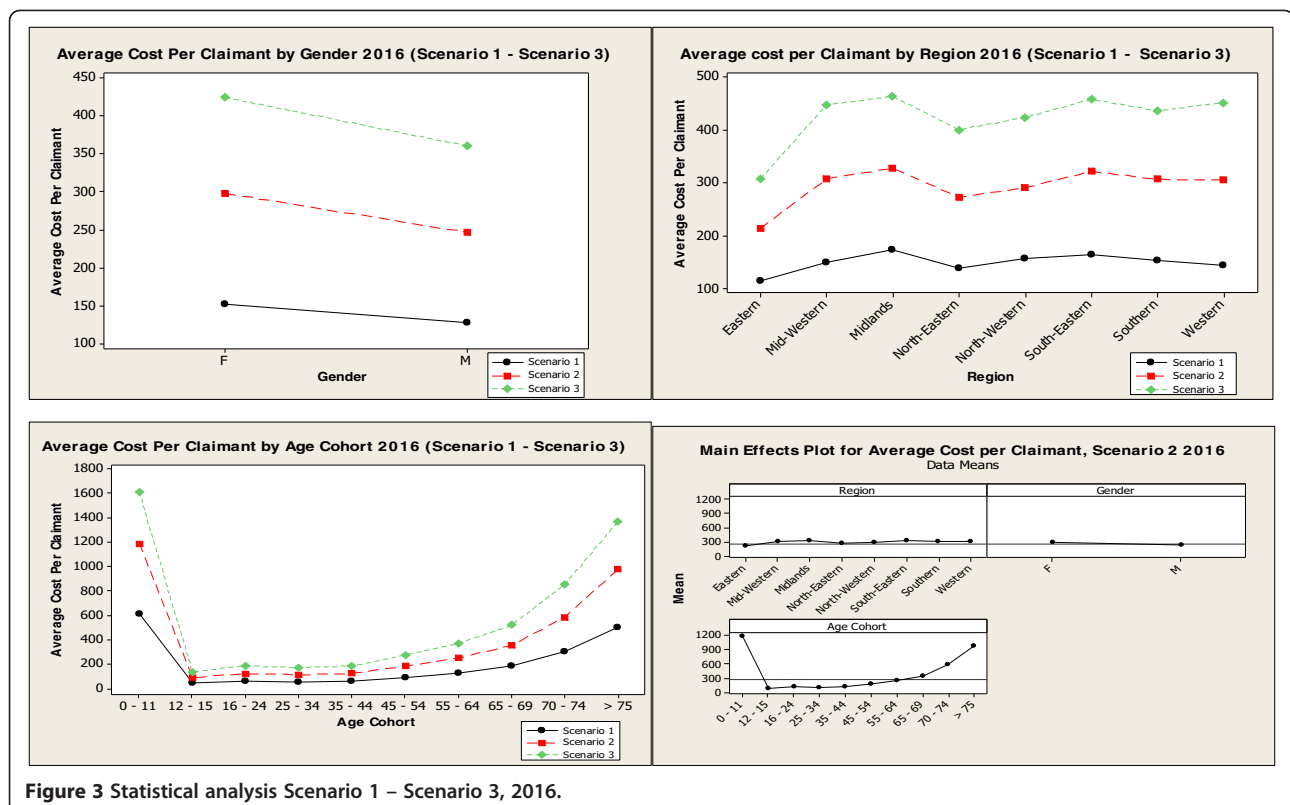 Average Cost Per Claimant by Gender 2016 (Scenario 1 - Scenario 3)
450
400
350
300
250
200
150
100
Average Cost Per Claimant
F
M
Gender
Scenario 1
Scenario 2
Scenario 3
Average cost per Claimant by Region 2016 (Scenario 1 - Scenario 3)
500
400
300
200
100
Average Cost Per Claimant
Eastern
Mid-Western
Midlands
North-Eastern
North-Western
South-Eastern
Southern
Western
Region
Scenario 1
Scenario 2
Scenario 3
Average Cost Per Claimant by Age Cohort 2016 (Scenario 1 - Scenario 3)
1800
1600
1400
1200
1000
800
600
400
200
0
Average Cost Per Claimant
0 - 11
12 - 15
16 - 24
25 - 34
35 - 44
45 - 54
55 - 64
65 - 69
70 - 74
> 75
Age Cohort
Scenario 1
Scenario 2
Scenario 3
Main Effects Plot for Average Cost per Claimant, Scenario 2 2016
Data Means
Region
Gender
1200
900
600
300
0
Eastern
Mid-Western
Midlands
North-Eastern
North-Western
South-Eastern
Southern
Western
F
M
Mean
Age Cohort
1200
900
600
300
0
0 - 11
12 - 15
16 - 24
25 - 34
35 - 44
45 - 54
55 - 64
65 - 69
70 - 74
> 75
Figure 3 Statistical analysis Scenario 1 – Scenario 3, 2016.